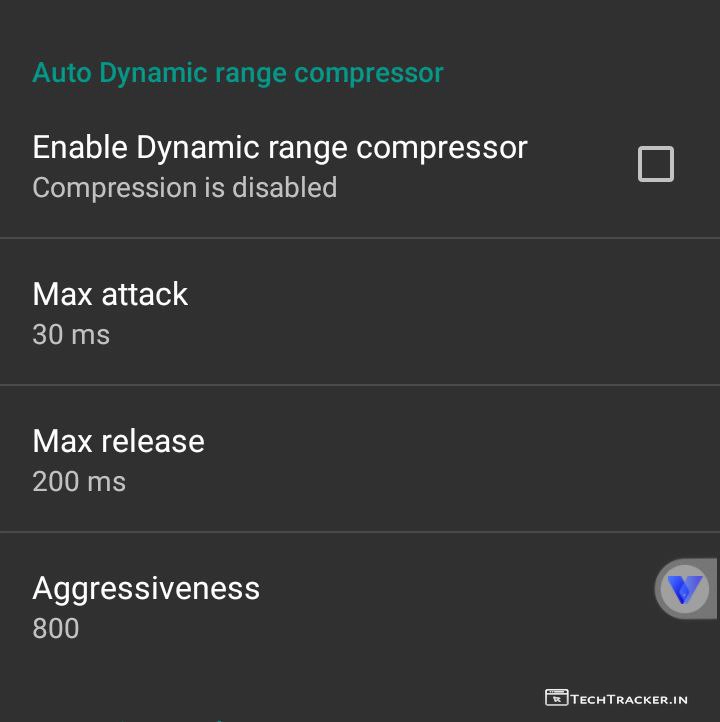 Auto Dynamic range compressor
Enable Dynamic range compressor
Compression is disabled
Max attack
30 ms
Max release
200 ms
Aggressiveness
800
TECHTRACKER.IN